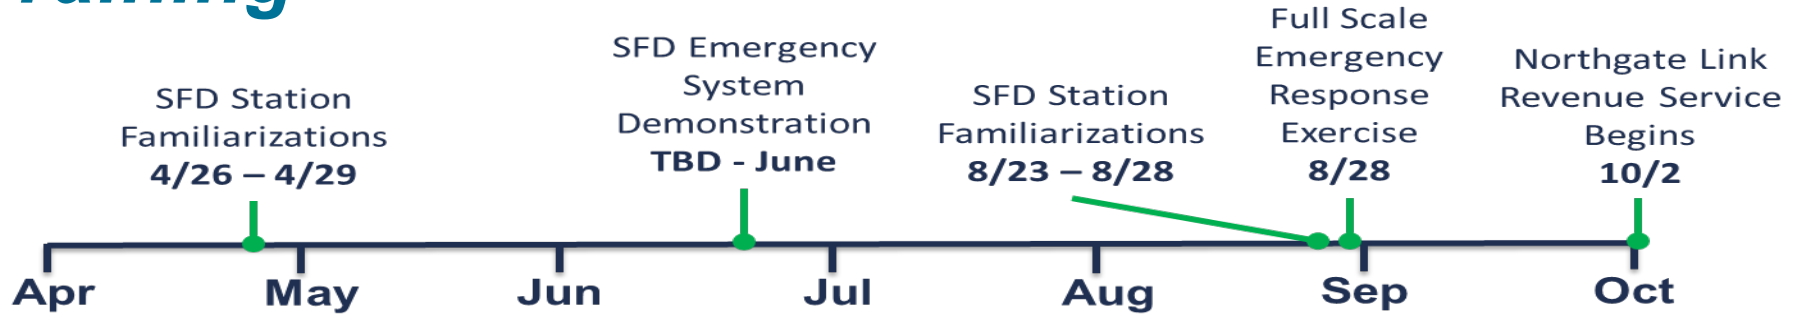 SFD Station
Familiarizations
4/26 – 4/29
SFD Emergency
System
Demonstration
TBD - June
SFD Station
Familiarizations
8/23 – 8/28
Full Scale
Emergency
Response
Exercise
8/28
Northgate Link
Revenue Service
Begins
10/2
Apr
May
Jun
Jul
Aug
Sep
Oct